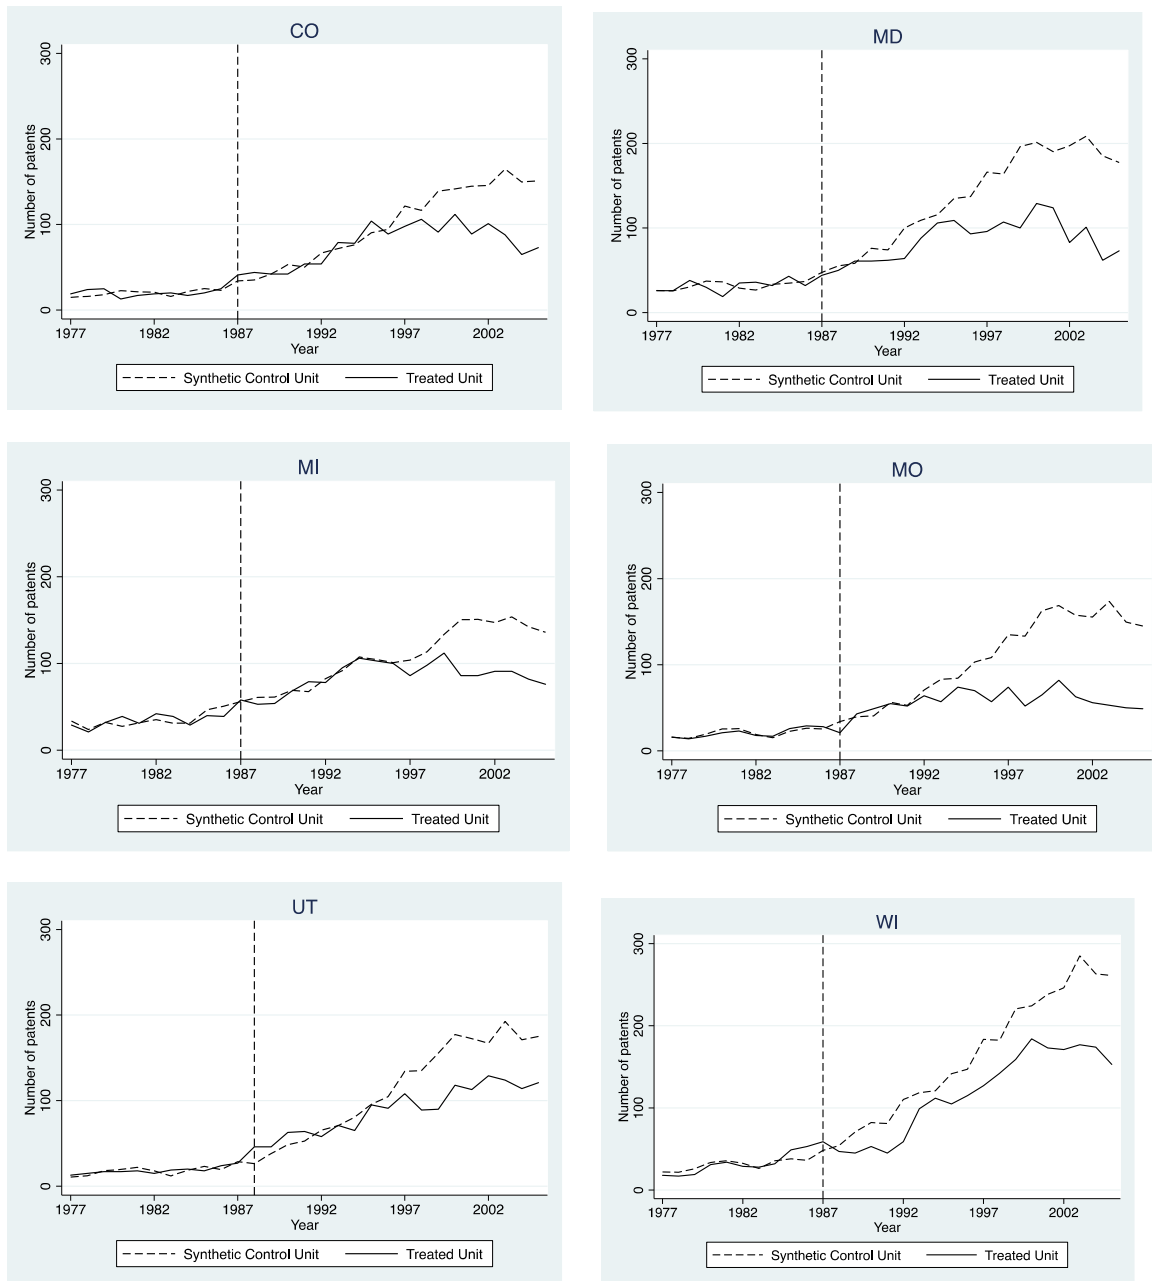 CO
Number of patents
300
200
100
0
1977 1982 1987 1992 1997 2002
Year
Synthetic Control Unit Treated Unit
MD
Number of patents
300
200
100
0
1977 1982 1987 1992 1997 2002
Year
Synthetic Control Unit Treated Unit
MI
Number of patents
300
200
100
0
1977 1982 1987 1992 1997 2002
Year
Synthetic Control Unit Treated Unit
MO
Number of patents
300
200
100
0
1977 1982 1987 1992 1997 2002
Year
Synthetic Control Unit Treated Unit
UT
Number of patents
300
200
100
0
1977 1982 1987 1992 1997 2002
Year
Synthetic Control Unit Treated Unit
WI
Number of patents
300
200
100
0
1977 1982 1987 1992 1997 2002
Year
Synthetic Control Unit Treated Unit